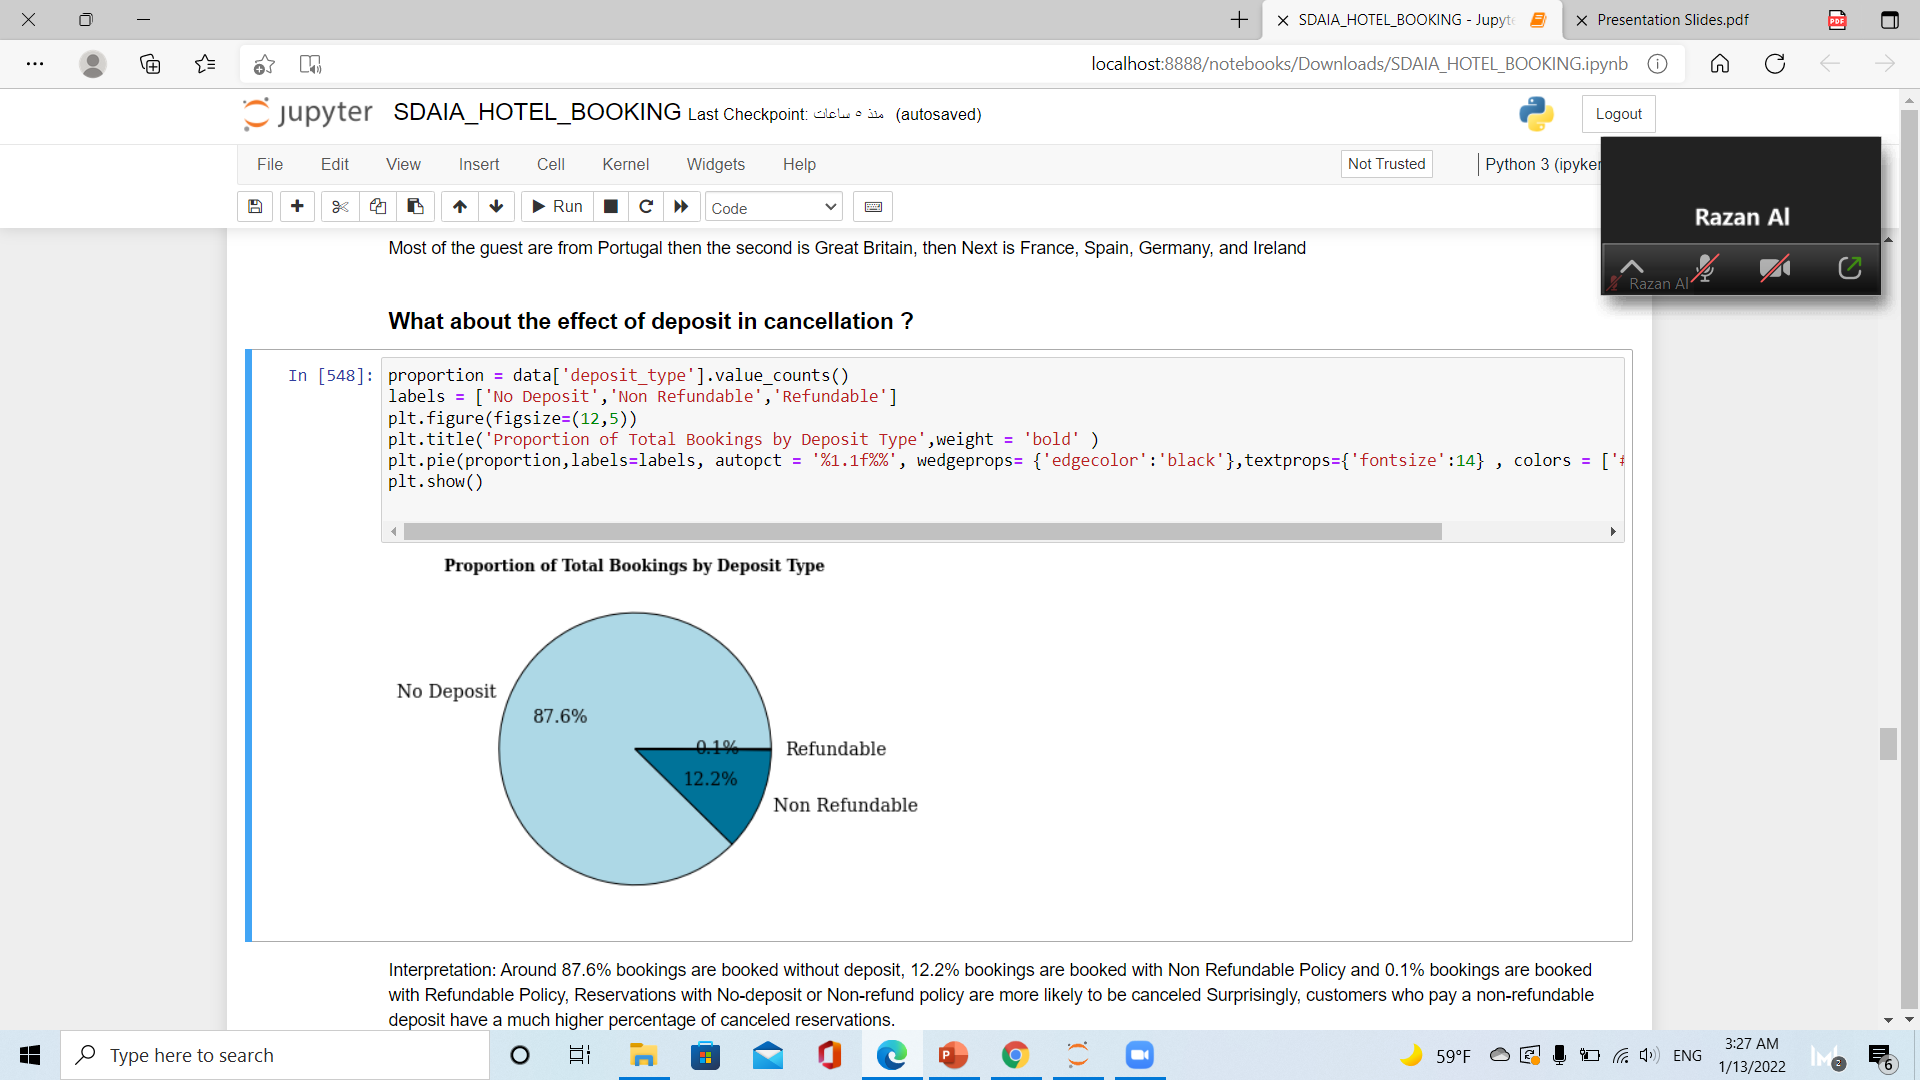 SDAIA_HOTEL_BOOKING - Jupyte
Presentation Slides.pdf
localhost:8888/notebooks/Downloads/SDAIA_HOTEL_BOOKING.ipynb
jupyter SDAIA_HOTEL_BOOKING Last Checkpoint: منذ ٥ ساعات (autosaved)
Logout
File Edit View Insert Cell Kernel Widgets Help
Not Trusted
Python 3 (ipyker
Run
Code
Razan Al
Razan Al
Most of the guest are from Portugal then the second is Great Britain, then Next is France, Spain, Germany, and Ireland
What about the effect of deposit in cancellation ?
In [548]:
proportion = data['deposit_type'].value_counts()
labels = ['No Deposit','Non Refundable','Refundable']
plt.figure(figsize=(12,5))
plt.title('Proportion of Total Bookings by Deposit Type',weight = 'bold' )
plt.pie(proportion,labels=labels, autopct = '%1.1f%%', wedgeprops= {'edgecolor':'black'},textprops={'fontsize':14} , colors = ['#
plt.show()
Proportion of Total Bookings by Deposit Type
No Deposit
87.6%
0.1%
Refundable
12.2%
Non Refundable
Interpretation: Around 87.6% bookings are booked without deposit, 12.2% bookings are booked with Non Refundable Policy and 0.1% bookings are booked
with Refundable Policy, Reservations with No-deposit or Non-refund policy are more likely to be canceled Surprisingly, customers who pay a non-refundable
deposit have a much higher percentage of canceled reservations.
Type here to search
59°F
ENG
3:27 AM
1/13/2022
2
6